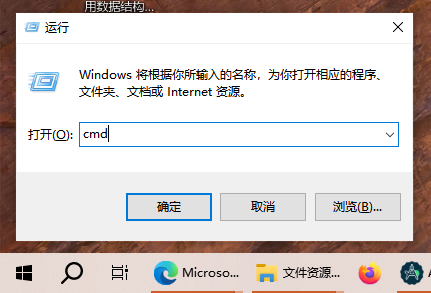 用数据结构...
运行
Windows 将根据你所输入的名称，为你打开相应的程序、
文件夹、文档或 Internet 资源。
打开(O): cmd
确定 取消 浏览(B)...
Microso... 文件资源... A